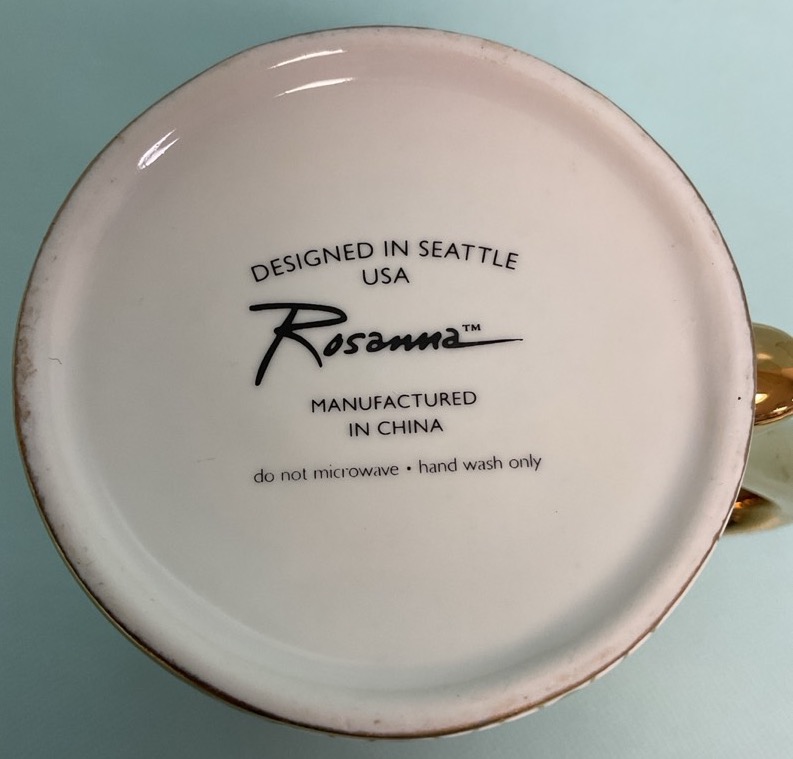 DESIGNED IN SEATTLE
USA
Rosanna™
MANUFACTURED
IN CHINA
do not microwave • hand wash only